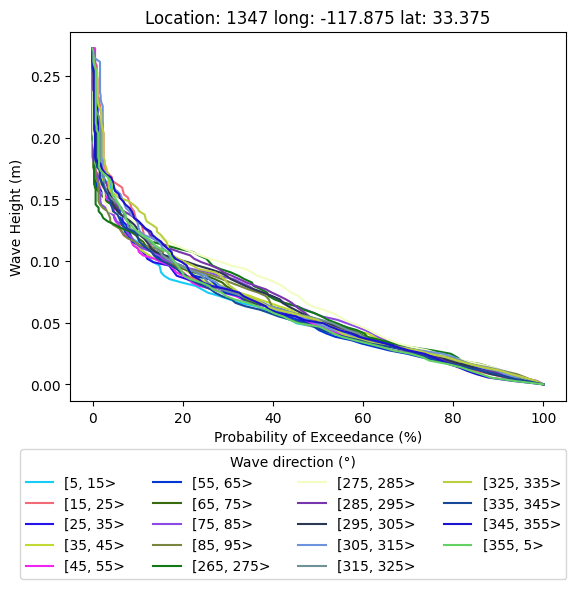 Location: 1347 long: -117.875 lat: 33.375
Wave Height (m)
0.25
0.20
0.15
0.10
0.05
0.00
0 20 40 60 80 100
Probability of Exceedance (%)
Wave direction (°)
[5, 15> [55, 65> [275, 285> [325, 335>
[15, 25> [65, 75> [285, 295> [335, 345>
[25, 35> [75, 85> [295, 305> [345, 355>
[35, 45> [85, 95> [305, 315> [355, 5>
[45, 55> [265, 275> [315, 325>